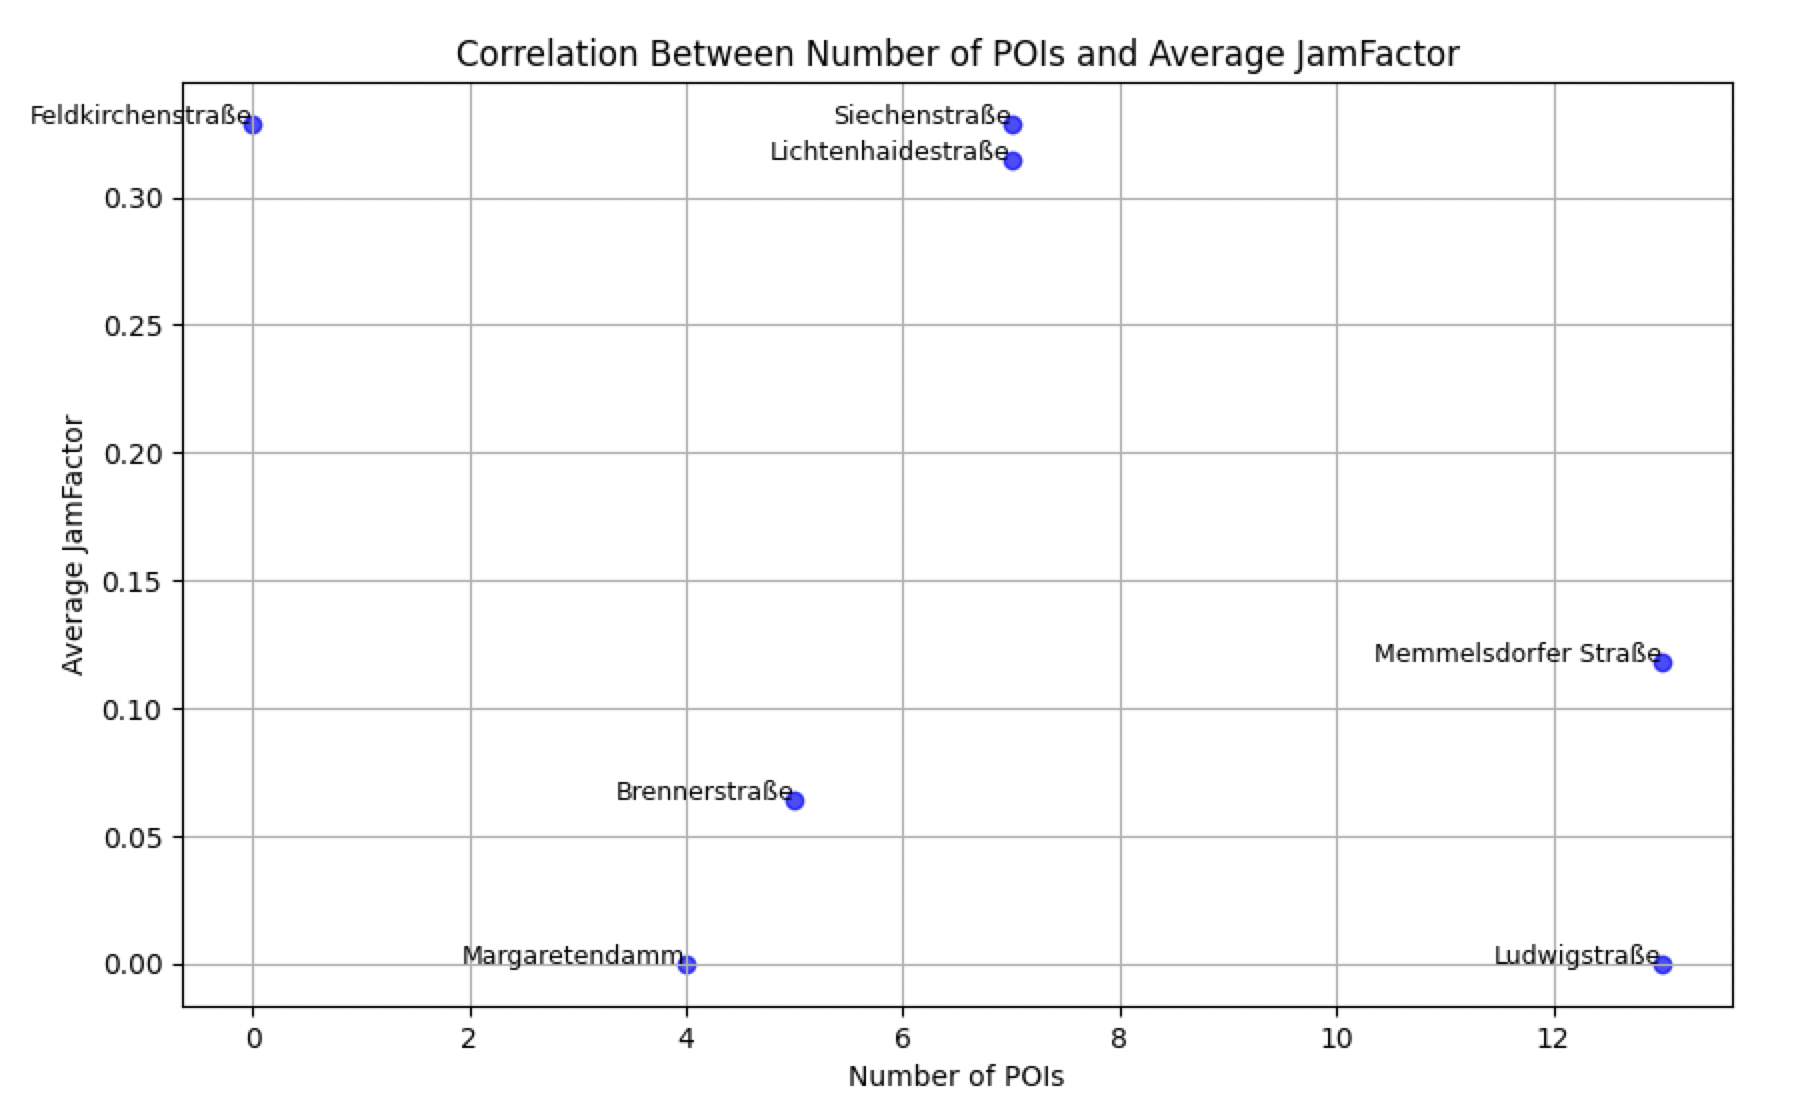 Correlation Between Number of POIs and Average JamFactor
Feldkirchenstraße
Siechenstraße
Lichtenhaidestraße
0.30
0.25
0.20
0.15
Memmelsdorfer Straße
0.10
Brennerstraße
0.05
Margaretendamm
Ludwigstraße
0.00
Average JamFactor
0 2 4 6 8 10 12
Number of POIs